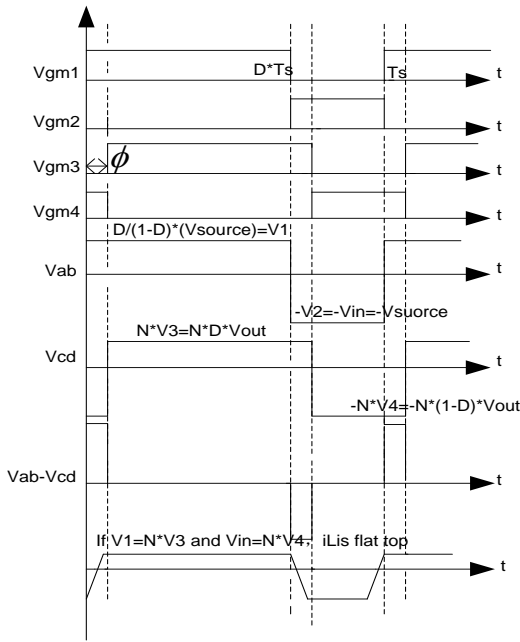 Vgm1 D*Ts Ts t
Vgm2 t
Vgm3 ϕ t
Vgm4 t
D/(1-D)*(Vsource)=V1
Vab t
-V2=-Vin=-Vsuorce
N*V3=N*D*Vout
Vcd t
-N*V4=-N*(1-D)*Vout
Vab-Vcd t
If V1=N*V3 and Vin=N*V4, iLis flat top
t